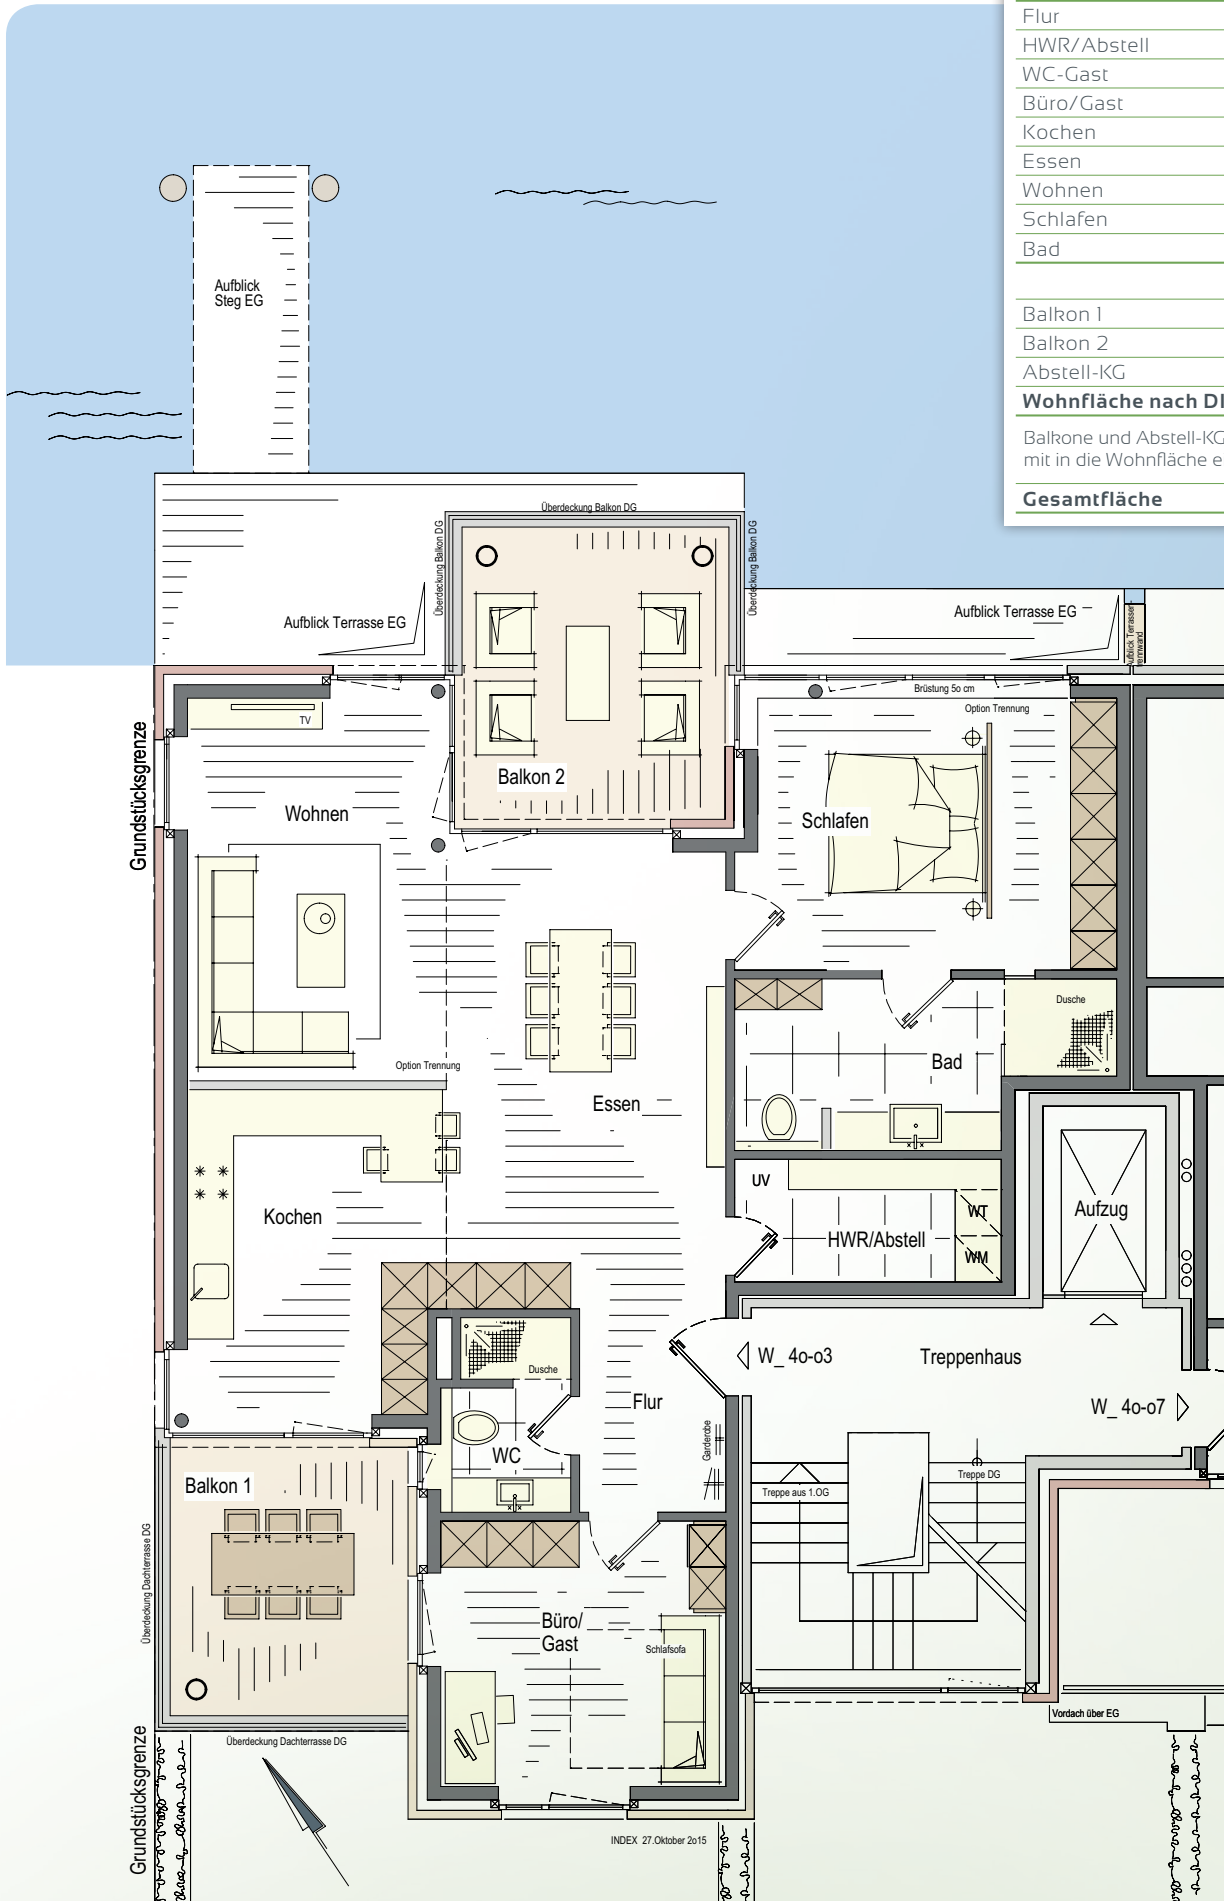 Flur
HWR/Abstell
WC-Gast
Büro/Gast
Kochen
Essen
Wohnen
Schlafen
Bad
Balkon 1
Balkon 2
Abstell-KG
Wohnfläche nach DI
Balkone und Abstell-KG
mit in die Wohnfläche e
Gesamtfläche
Aufblick
Steg EG
Überdeckung Balkon DG
Überdeckung Balkon DG
Überdeckung Balkon DG
Aufblick Terrasse EG
Aufblick Terrasse EG
Aufblick Terrassen-
trennwand
Brüstung 5o cm
Option Trennung
TV
Grundstücksgrenze
Balkon 2
Wohnen
Schlafen
Dusche
Option Trennung
Bad
Essen
UV
WT
Kochen
Aufzug
HWR/Abstell
WM
W_ 4o-o3
Treppenhaus
Dusche
Flur
W_ 4o-o7
Garderobe
WC
Treppe DG
Balkon 1
Treppe aus 1.OG
Überdeckung Dachterrasse DG
Büro/
Gast
Schlafsofa
Vordach über EG
Überdeckung Dachterrasse DG
Grundstücksgrenze
INDEX 27.Oktober 2o15